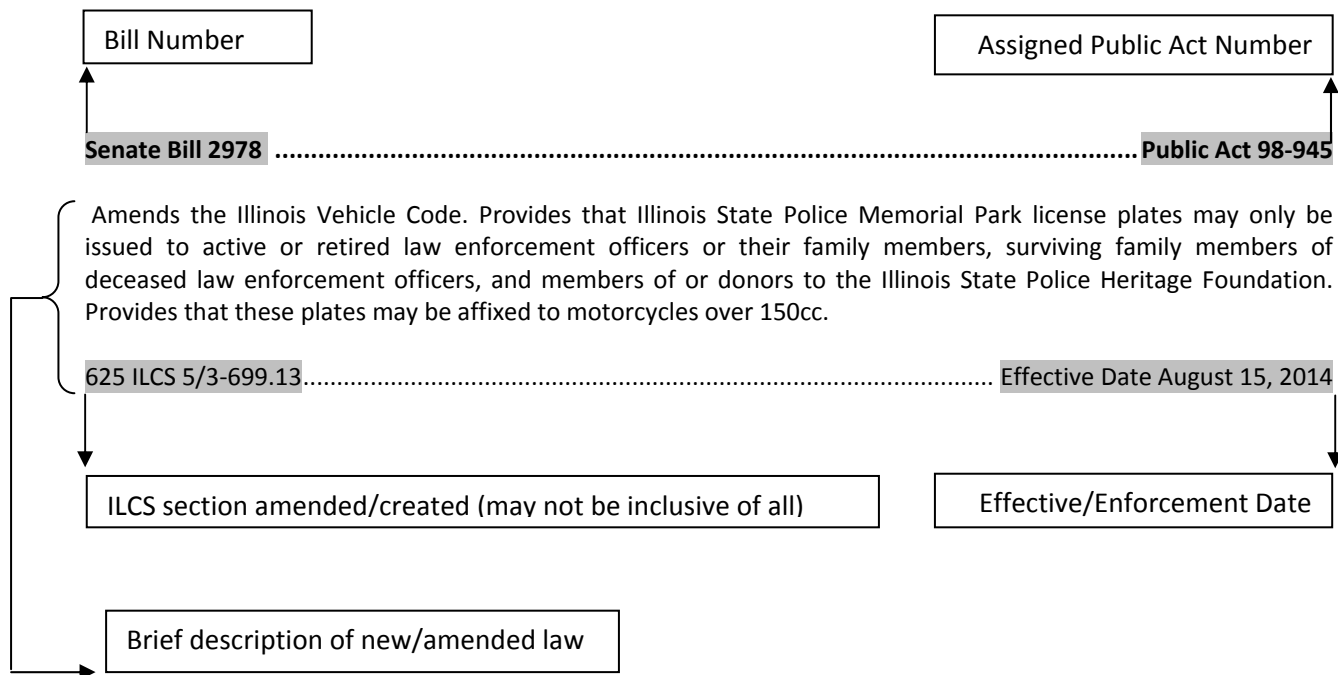 Bill Number
Assigned Public Act Number
Senate Bill 2978 ........................................................................................................ Public Act 98-945
Amends the Illinois Vehicle Code. Provides that Illinois State Police Memorial Park license plates may only be
issued to active or retired law enforcement officers or their family members, surviving family members of
deceased law enforcement officers, and members of or donors to the Illinois State Police Heritage Foundation.
Provides that these plates may be affixed to motorcycles over 150cc.
625 ILCS 5/3-699.13........................................................................................................ Effective Date August 15, 2014
ILCS section amended/created (may not be inclusive of all)
Effective/Enforcement Date
Brief description of new/amended law